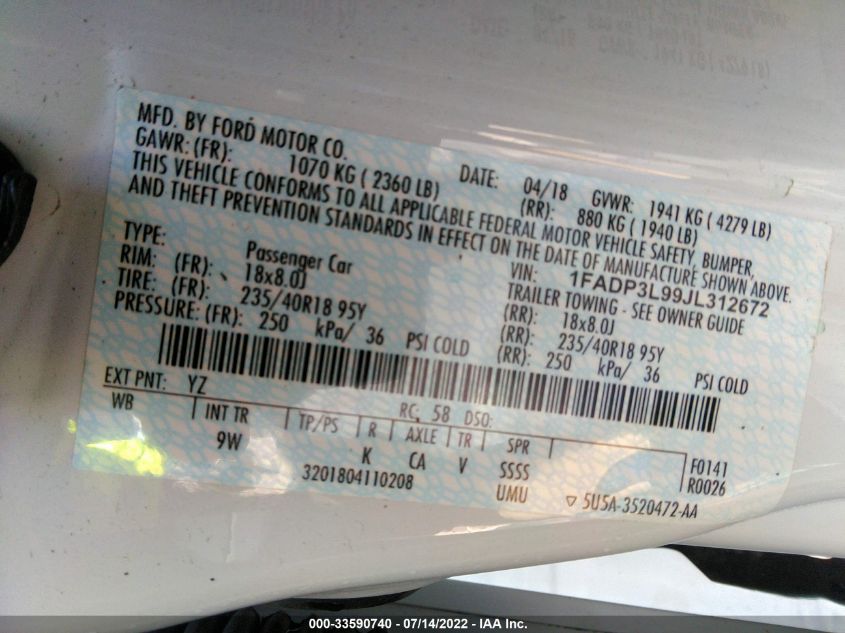 MFD. BY FORD MOTOR CO.
DATE: 04/18 GVWR: 1941 KG ( 4279 LB)
GAWR: (FR): 1070 KG ( 2360 LB) (RR): 880 KG ( 1940 LB)
THIS VEHICLE CONFORMS TO ALL APPLICABLE FEDERAL MOTOR VEHICLE SAFETY, BUMPER,
AND THEFT PREVENTION STANDARDS IN EFFECT ON THE DATE OF MANUFACTURE SHOWN ABOVE.
VIN: 1FADP3L99JL312672
TYPE: Passenger Car TRAILER TOWING - SEE OWNER GUIDE
RIM: (FR): 18x8.0J (RR): 18x8.0J
TIRE: (FR): 235/40R18 95Y (RR): 235/40R18 95Y
PRESSURE: (FR): 250 kPa/ 36 PSI COLD (RR): 250 kPa/ 36 PSI COLD
EXT PNT: YZ RC: 58 DSO:
WB INT TR TP/PS R AXLE TR SPR
9W K CA V SSSS
F0141
R0026
3201804110208 UMU 5U5A-3520472-AA
000-33590740 - 07/14/2022 - IAA Inc.